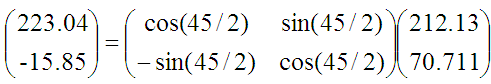 223.04 = cos(45/2) sin(45/2) 212.13
-15.85 −sin(45/2) cos(45/2) 70.711